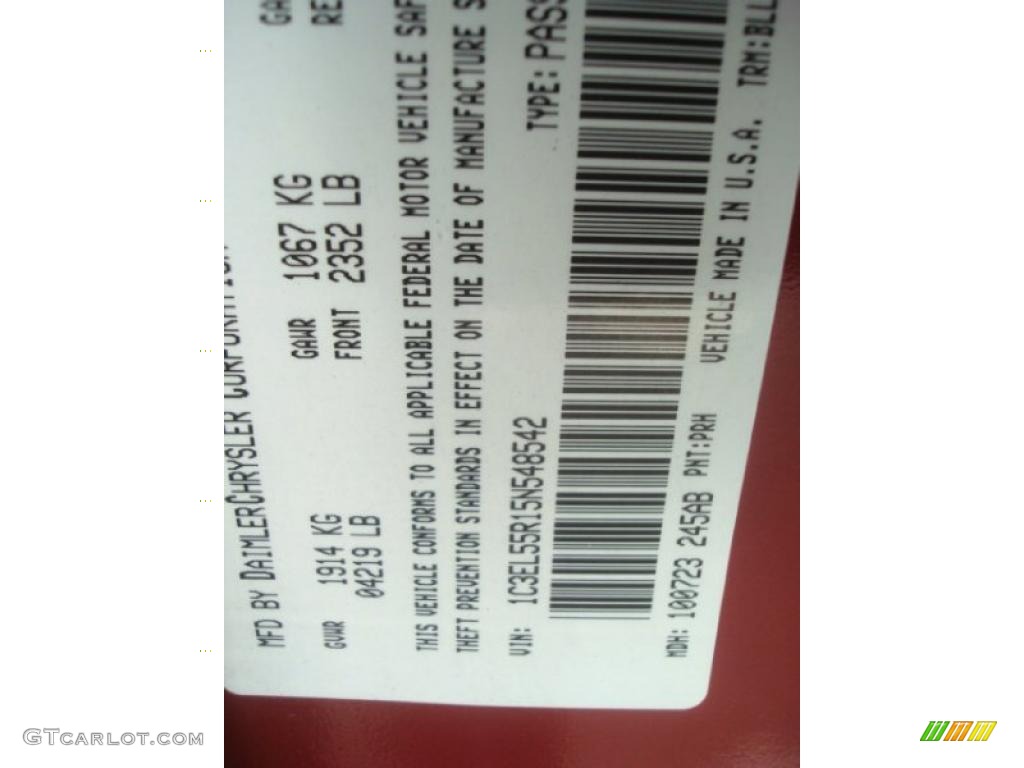 MFD BY DAIMLERCHRYSLER CORPORATION
GVWR
1914 KG
04219 LB
GAWR
FRONT
1067 KG
2352 LB
GA
RE
THIS VEHICLE CONFORMS TO ALL APPLICABLE FEDERAL MOTOR VEHICLE SAF
THEFT PREVENTION STANDARDS IN EFFECT ON THE DATE OF MANUFACTURE S
VIN: 1C3EL55R15N548542 TYPE: PASS
MDH: 100723 245AB PNT:PRH VEHICLE MADE IN U.S.A. TRM:BLL
GTCARLOT.COM